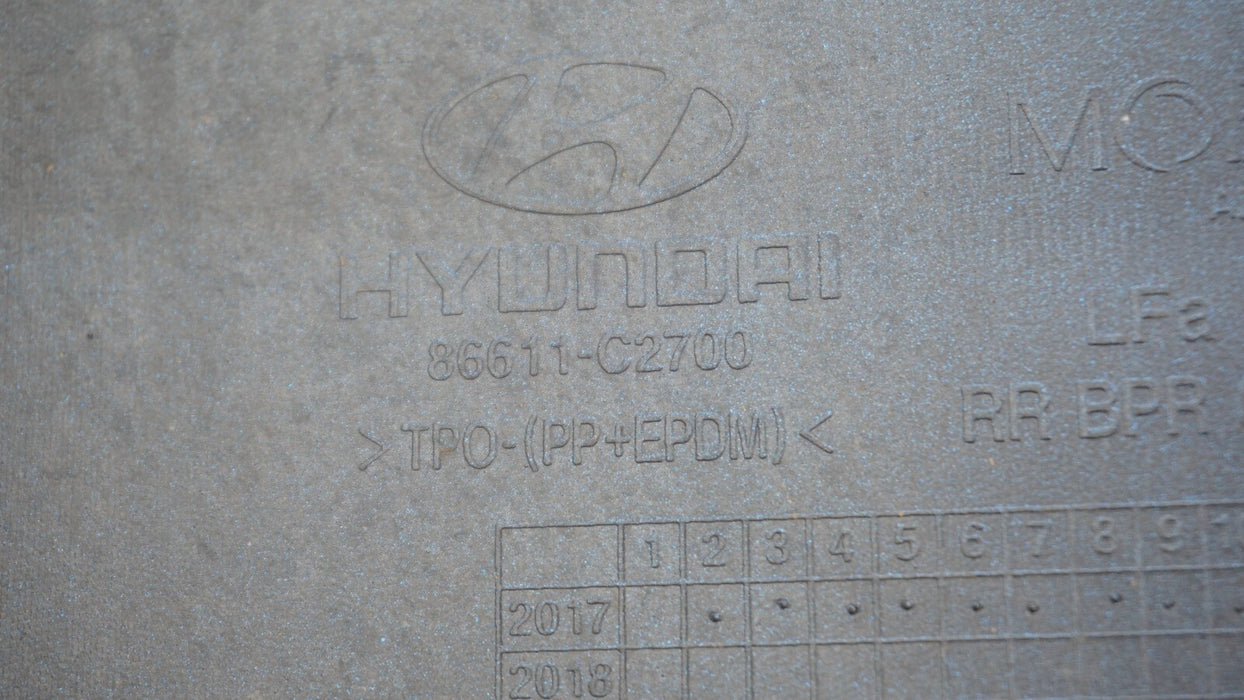 HYUNDAI
86611-C2700
>TPO-(PP+EPDM)<
LFa
RR BPR
1 2 3 4 5 6 7 8 9
2017
2018